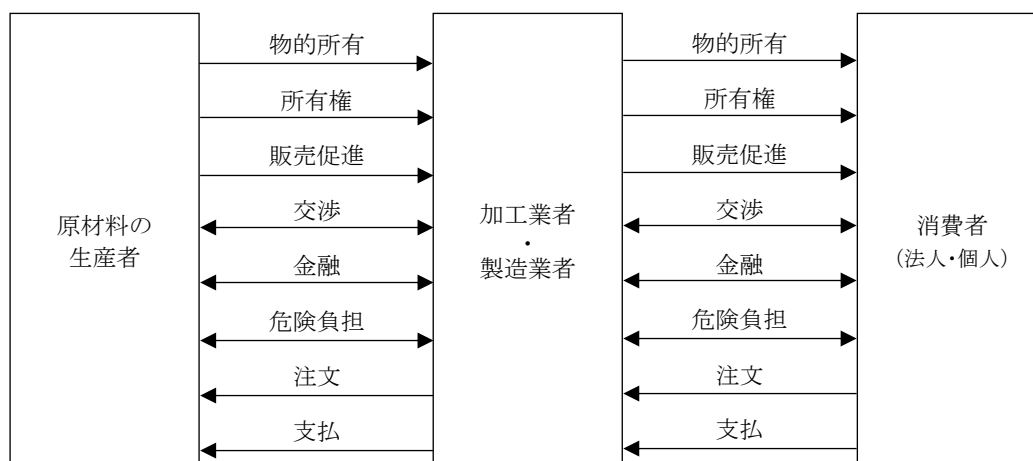 原材料の
生産者
物的所有
所有権
販売促進
交渉
金融
危険負担
注文
支払
加工業者
・
製造業者
物的所有
所有権
販売促進
交渉
金融
危険負担
注文
支払
消費者
(法人・個人)